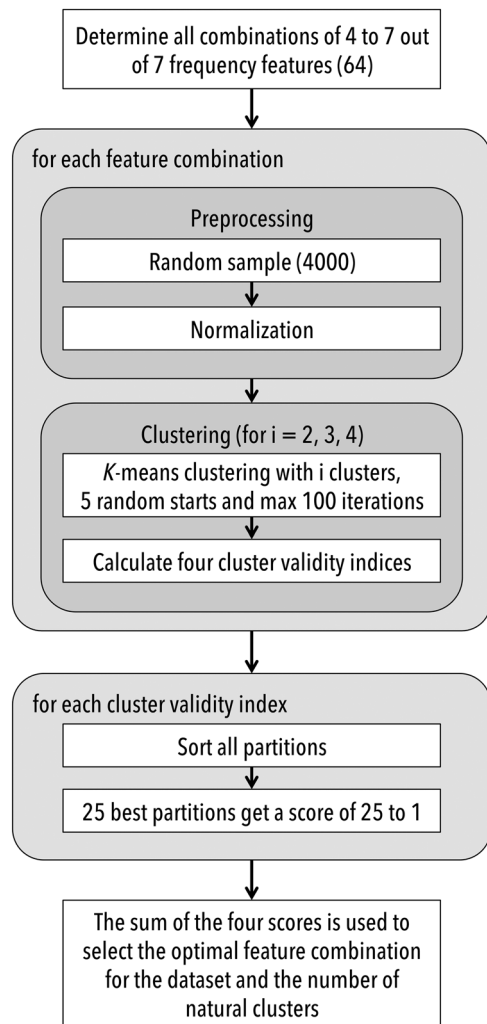 Determine all combinations of 4 to 7 out
of 7 frequency features (64)
for each feature combination
Preprocessing
Random sample (4000)
Normalization
Clustering (for i = 2, 3, 4)
K-means clustering with i clusters,
5 random starts and max 100 iterations
Calculate four cluster validity indices
for each cluster validity index
Sort all partitions
25 best partitions get a score of 25 to 1
The sum of the four scores is used to
select the optimal feature combination
for the dataset and the number of
natural clusters